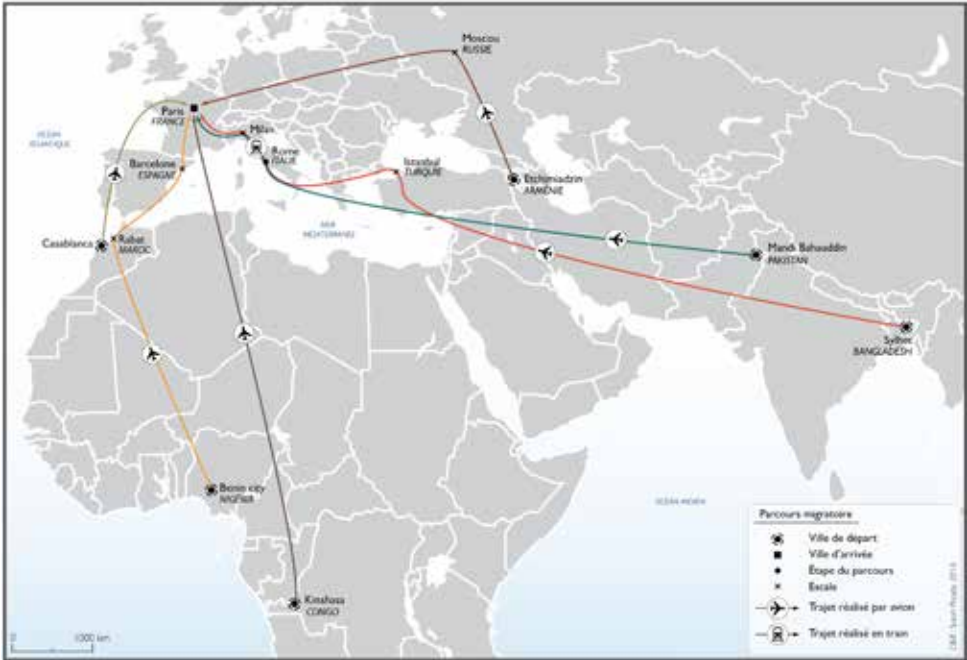 Moscou
RUSSIE
Paris
FRANCE
OCÉAN
ATLANTIQUE
Milan
Rome
ITALIE
Barcelone
ESPAGNE
Istanbul
TURQUIE
Etchmiadzin
ARMÉNIE
MER
MÉDITERRANÉE
Casablanca
Rabat
MAROC
Mandi Bahauddin
PAKISTAN
Sylhet
BANGLADESH
Benin city
NIGÉRIA
OCÉAN INDIEN
Kinshasa
CONGO
Parcours migratoire
Ville de départ
Ville d'arrivée
Étape du parcours
Escale
Trajet réalisé par avion
Trajet réalisé en train
0 1000 km